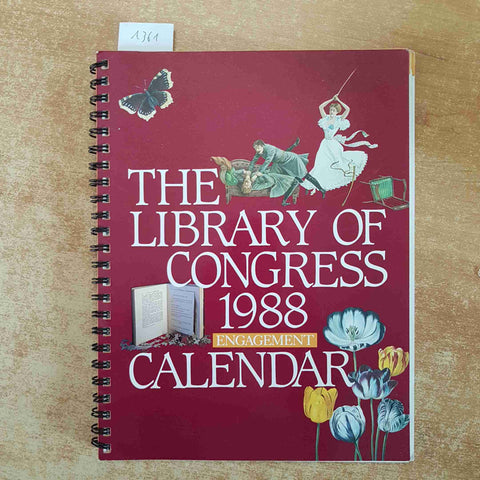 1361
THE
LIBRARY OF
CONGRESS
1988
ENGAGEMENT
CALENDAR